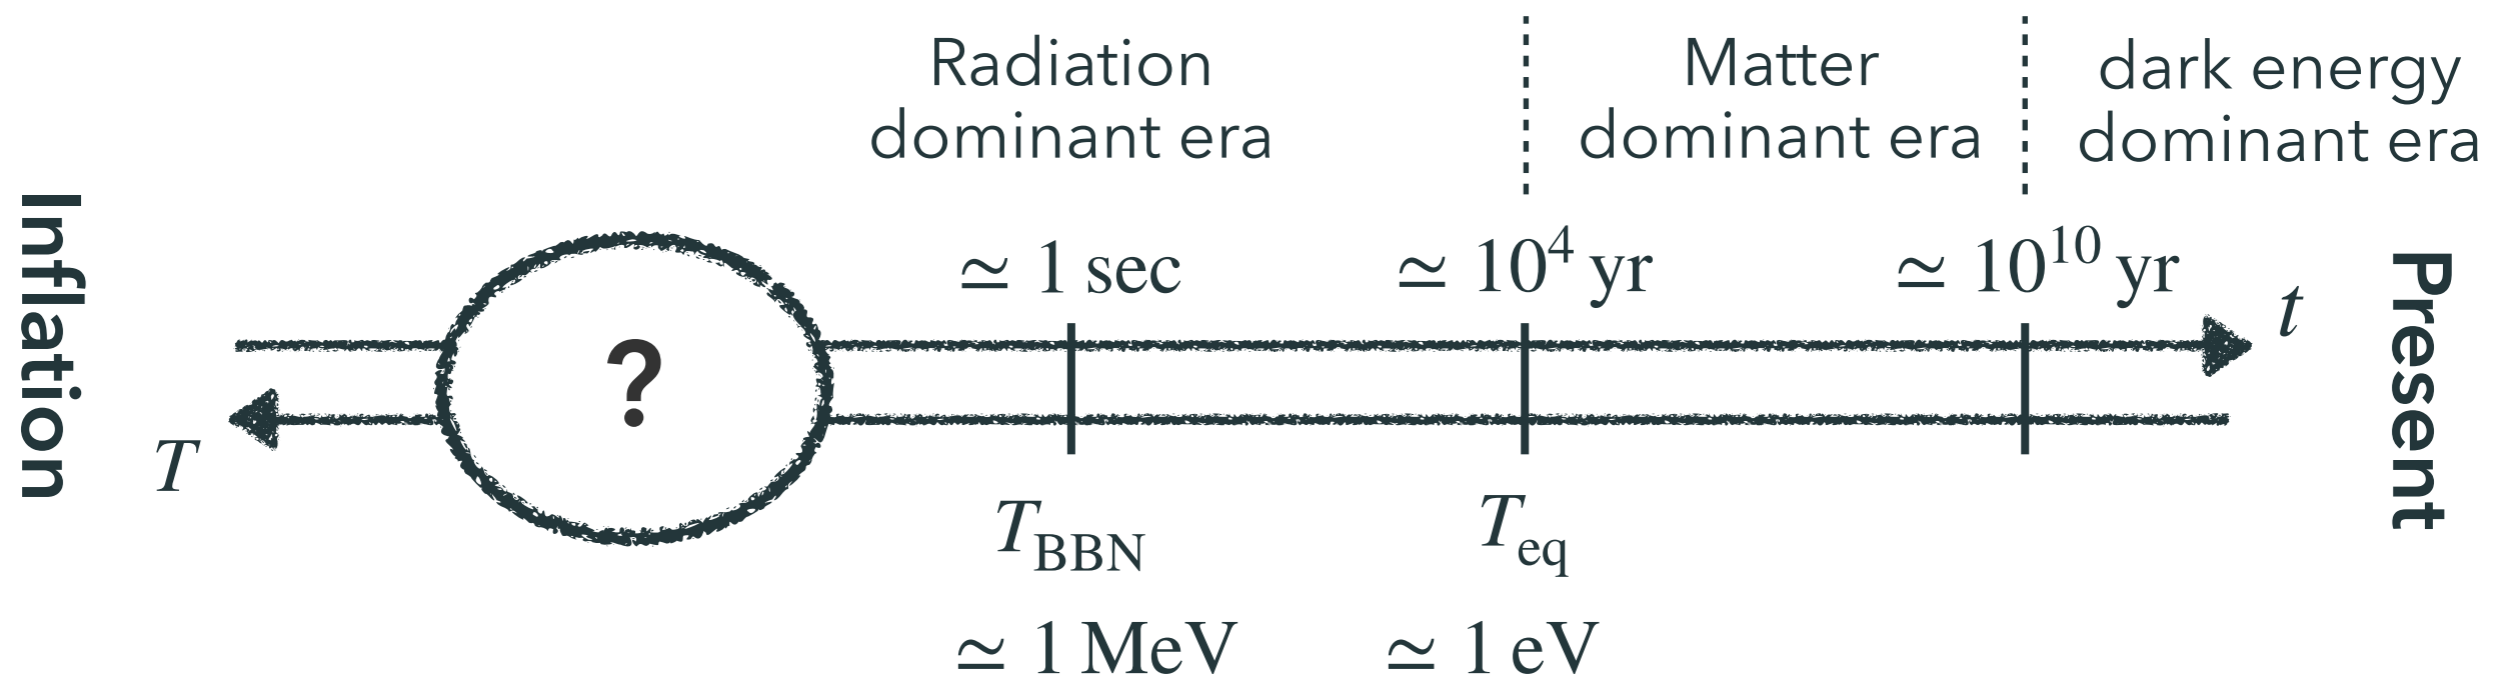 Radiation
dominant era
Matter
dominant era
dark energy
dominant era
Inflation
≃ 1 sec
≃ 10⁴ yr
≃ 10¹⁰ yr
t
Present
?
T
T_BBN
T_eq
≃ 1 MeV
≃ 1 eV